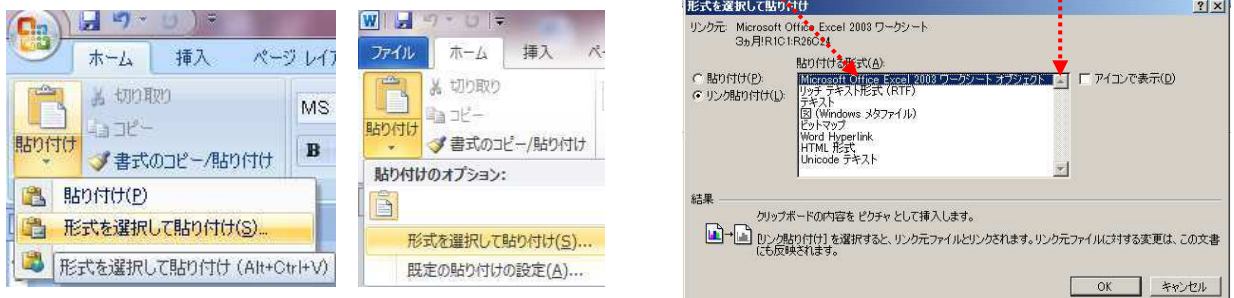 ホーム 挿入 ページ レイア
切り取り
コピー
貼り付け
書式のコピー/貼り付け
MS
B
貼り付け(P)
形式を選択して貼り付け(S)...
形式を選択して貼り付け (Alt+Ctrl+V)
W
ファイル ホーム 挿入 ペ
切り取り
コピー
貼り付け
書式のコピー/貼り付け
貼り付けのオプション:
形式を選択して貼り付け(S)...
既定の貼り付けの設定(A)...
形式を選択して貼り付け
リンク元: Microsoft Office Excel 2003 ワークシート
3ヵ月!R1C1:R26C24
貼り付ける形式(A):
貼り付け(P):
リンク貼り付け(L):
Microsoft Office Excel 2003 ワークシート オブジェクト
リッチ テキスト形式 (RTF)
テキスト
図 (Windows メタファイル)
ビットマップ
Word Hyperlink
HTML 形式
Unicode テキスト
アイコンで表示(D)
結果
クリップボードの内容を ピクチャ として挿入します。
[リンク貼り付け] を選択すると、リンク元ファイルとリンクされます。リンク元ファイルに対する変更は、この文書
にも反映されます。
OK キャンセル